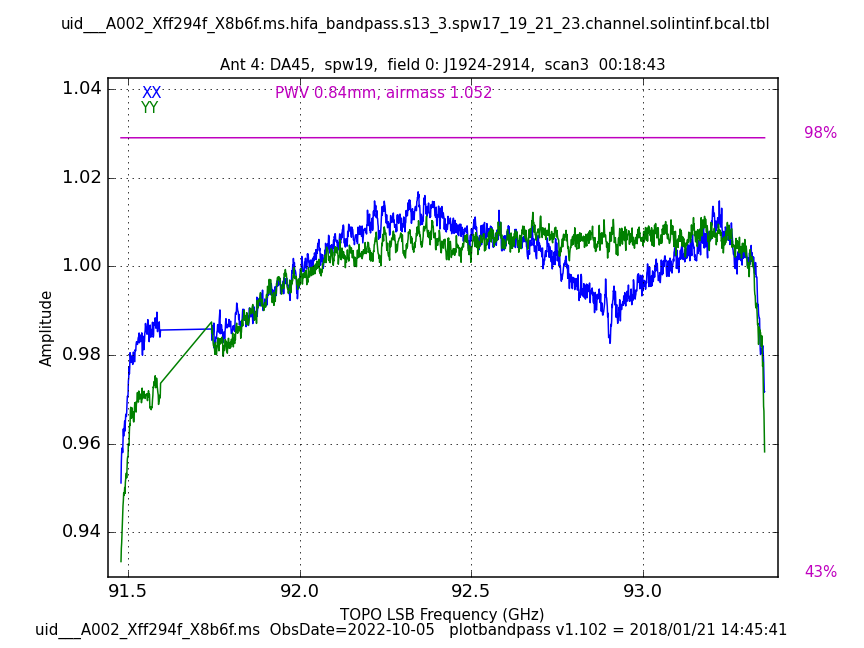 uid___A002_Xff294f_X8b6f.ms.hifa_bandpass.s13_3.spw17_19_21_23.channel.solintinf.bcal.tbl
Ant 4: DA45,  spw19,  field 0: J1924-2914,  scan3  00:18:43
XX
YY
PWV 0.84mm, airmass 1.052
98%
43%
1.04
1.02
1.00
0.98
0.96
0.94
Amplitude
91.5 92.0 92.5 93.0
TOPO LSB Frequency (GHz)
uid___A002_Xff294f_X8b6f.ms  ObsDate=2022-10-05   plotbandpass v1.102 = 2018/01/21 14:45:41